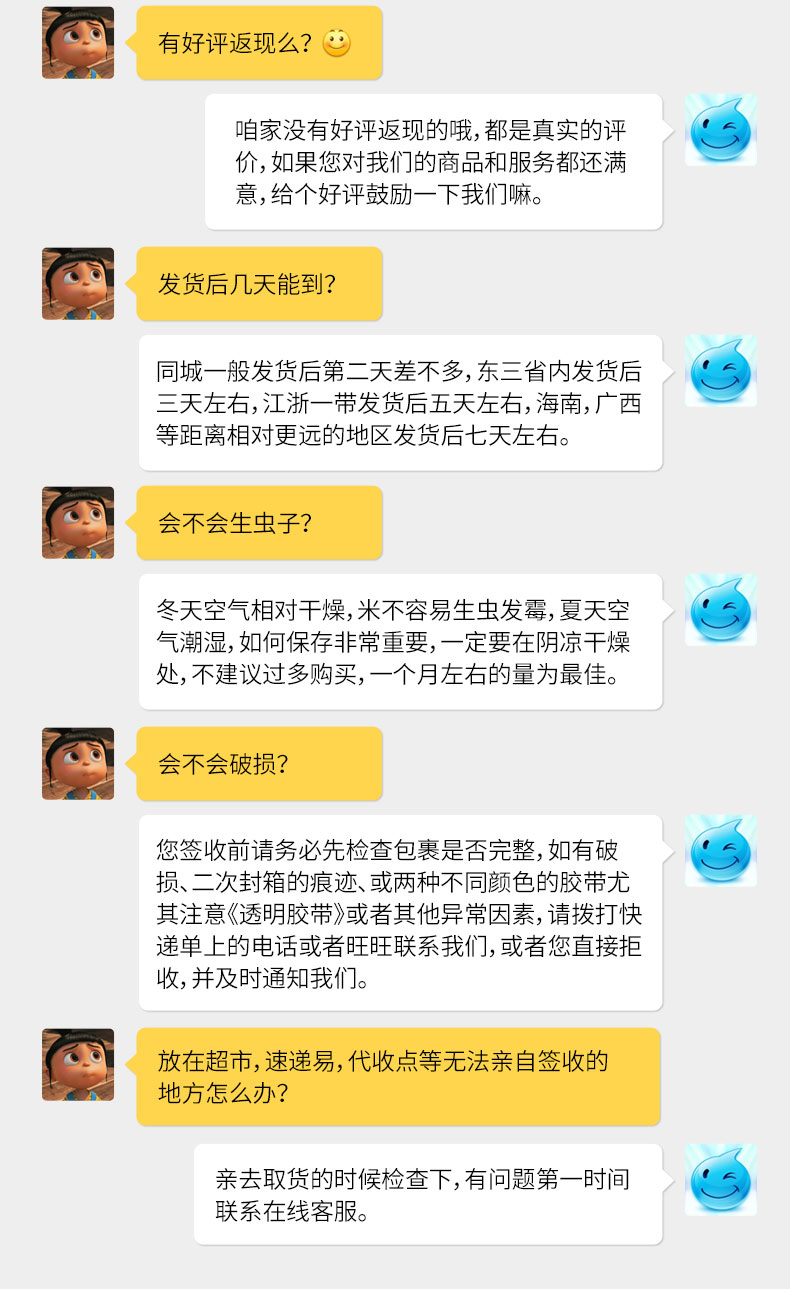 有好评返现么？
咱家没有好评返现的哦，都是真实的评
价，如果您对我们的商品和服务都还满
意，给个好评鼓励一下我们嘛。
发货后几天能到？
同城一般发货后第二天差不多，东三省内发货后
三天左右，江浙一带发货后五天左右，海南，广西
等距离相对更远的地区发货后七天左右。
会不会生虫子？
冬天空气相对干燥，米不容易生虫发霉，夏天空
气潮湿，如何保存非常重要，一定要在阴凉干燥
处，不建议过多购买，一个月左右的量为最佳。
会不会破损？
您签收前请务必先检查包裹是否完整，如有破
损、二次封箱的痕迹、或两种不同颜色的胶带尤
其注意《透明胶带》或者其他异常因素，请拨打快
递单上的电话或者旺旺联系我们，或者您直接拒
收，并及时通知我们。
放在超市，速递易，代收点等无法亲自签收的
地方怎么办？
亲去取货的时候检查下，有问题第一时间
联系在线客服。